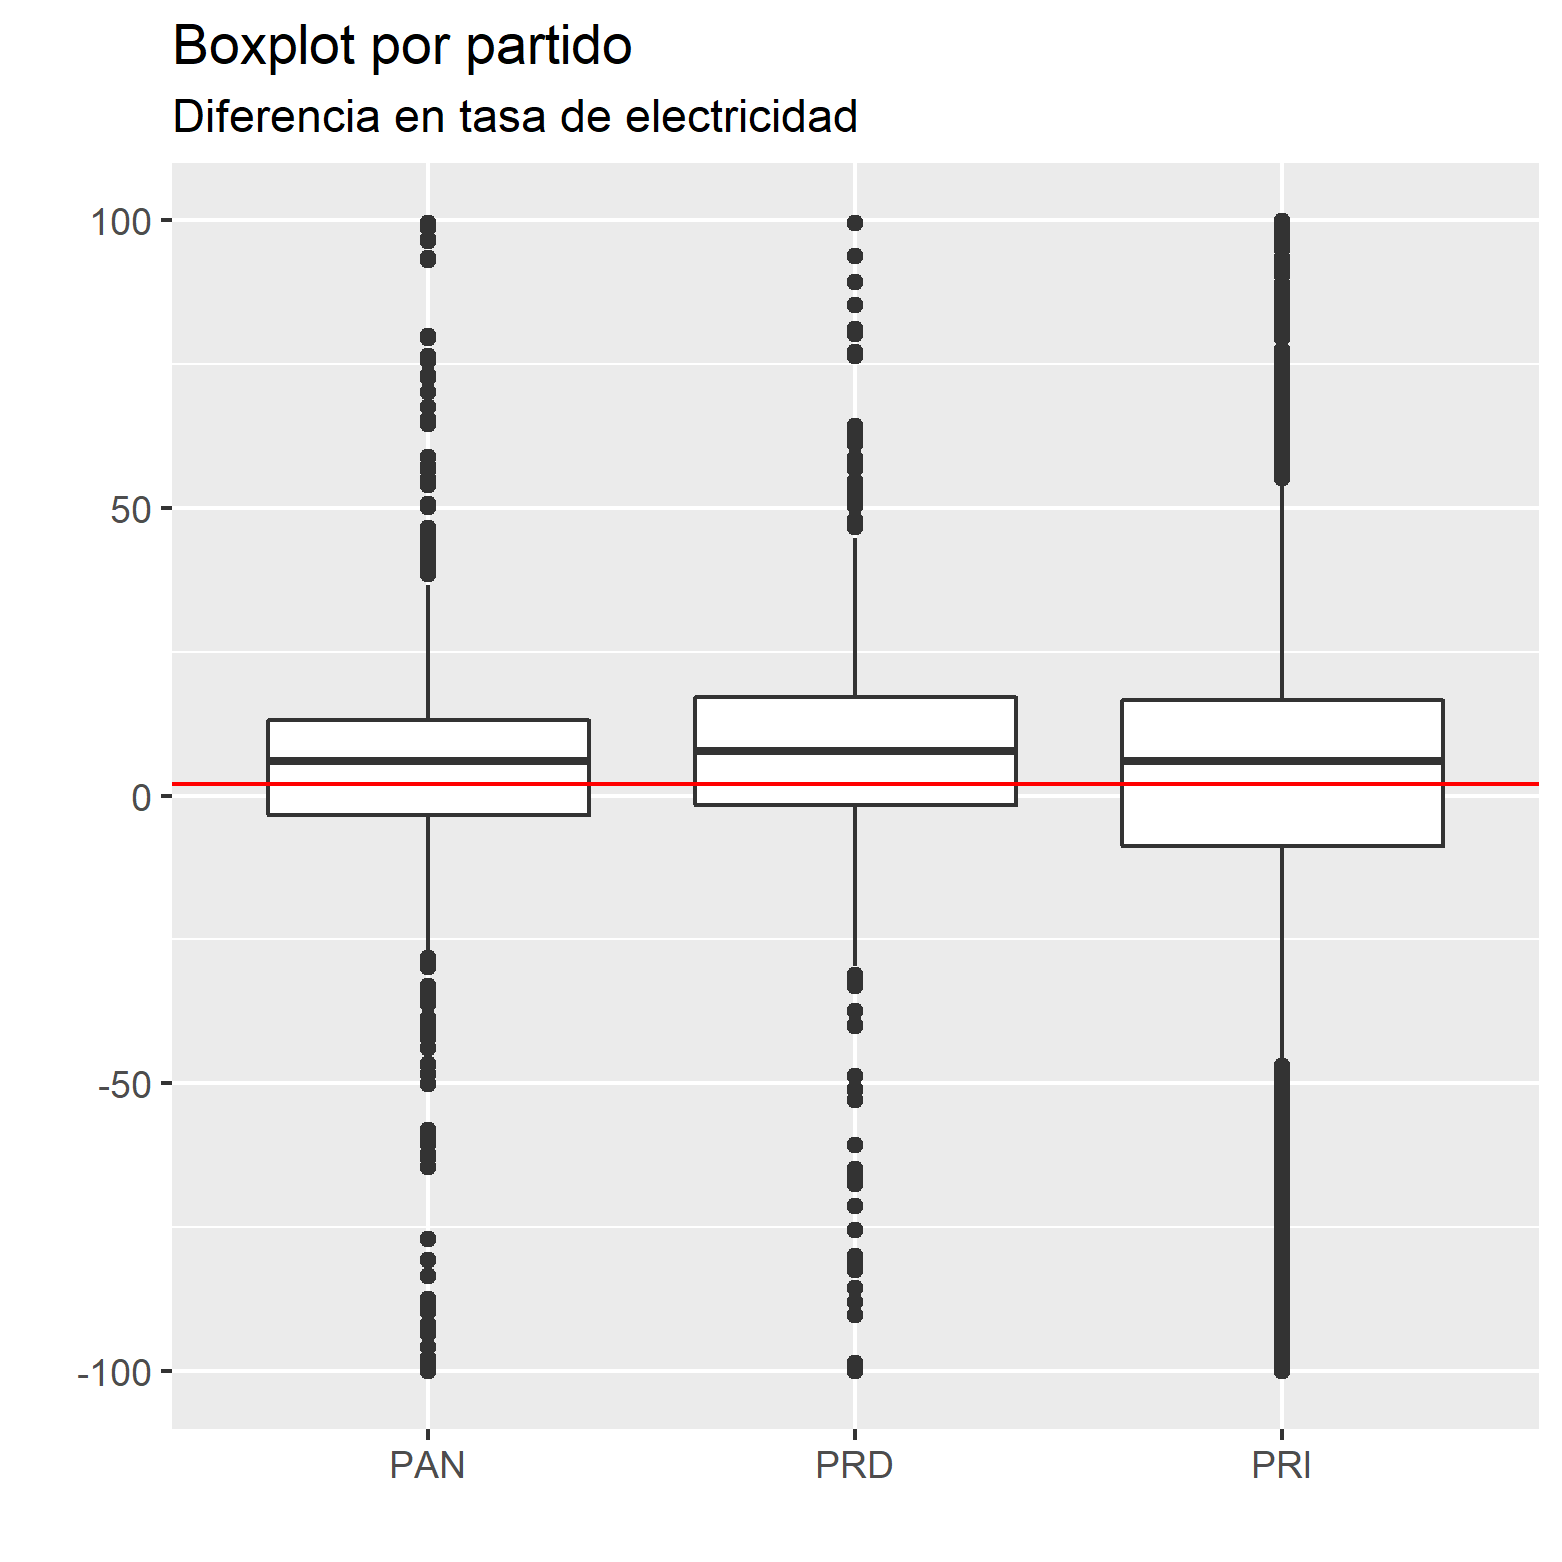 Boxplot por partido
Diferencia en tasa de electricidad
100
50
0
-50
-100
PAN
PRD
PRI